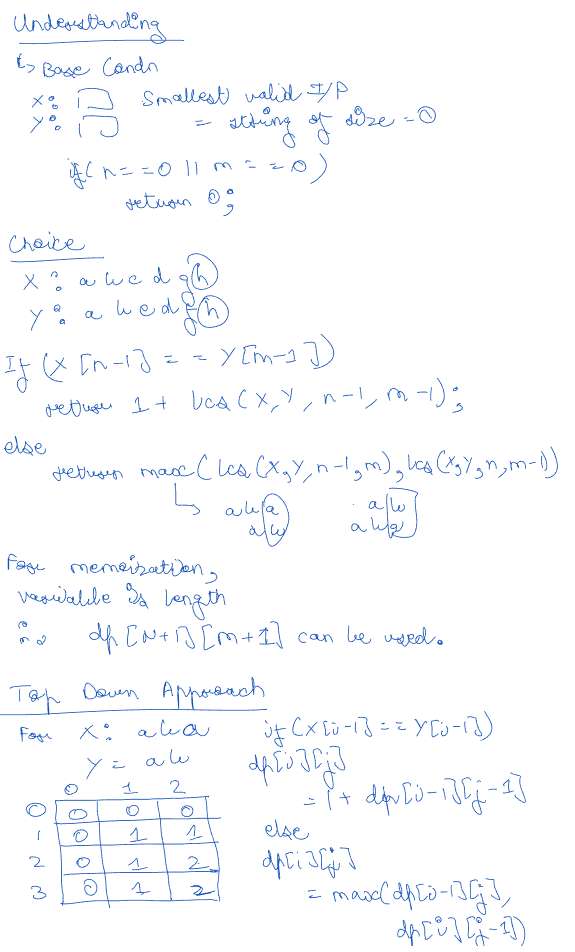 Understanding
↳ Base Condn
X: Smallest valid I/P
Y: = string of size = 0
if(n==0 || m==0)
return 0;
Choice
X: a b c d g h
Y: a b e d f h
If (X[n-1] == Y[m-1])
return 1 + lcs(X,Y, n-1, m-1);
else
return max(lcs(X,Y,n-1,m), lcs(X,Y,n,m-1))
↳ ab|a a|b
a|b ab|a
For memoization,
variable is length
∴ dp[N+1][m+1] can be used.
Top Down Approach
For X: aba
Y = ab
0 1 2
0 0 0 0
1 0 1 1
2 0 1 2
3 0 1 2
if(X[i-1]==Y[j-1])
dp[i][j]
= 1 + dp[i-1][j-1]
else
dp[i][j]
= max(dp[i-1][j],
dp[i][j-1])